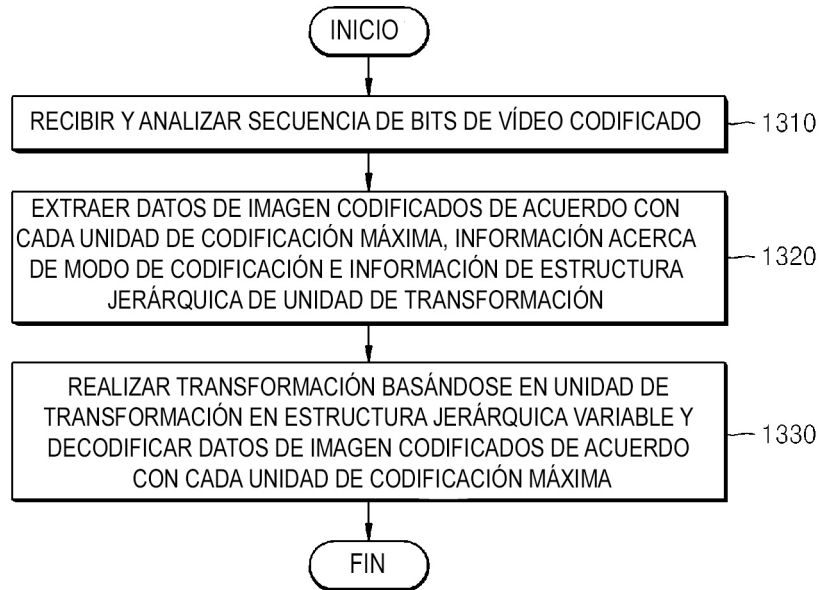 INICIO
RECIBIR Y ANALIZAR SECUENCIA DE BITS DE VÍDEO CODIFICADO
1310
EXTRAER DATOS DE IMAGEN CODIFICADOS DE ACUERDO CON
CADA UNIDAD DE CODIFICACIÓN MÁXIMA, INFORMACIÓN ACERCA
DE MODO DE CODIFICACIÓN E INFORMACIÓN DE ESTRUCTURA
JERÁRQUICA DE UNIDAD DE TRANSFORMACIÓN
1320
REALIZAR TRANSFORMACIÓN BASÁNDOSE EN UNIDAD DE
TRANSFORMACIÓN EN ESTRUCTURA JERÁRQUICA VARIABLE Y
DECODIFICAR DATOS DE IMAGEN CODIFICADOS DE ACUERDO
CON CADA UNIDAD DE CODIFICACIÓN MÁXIMA
1330
FIN